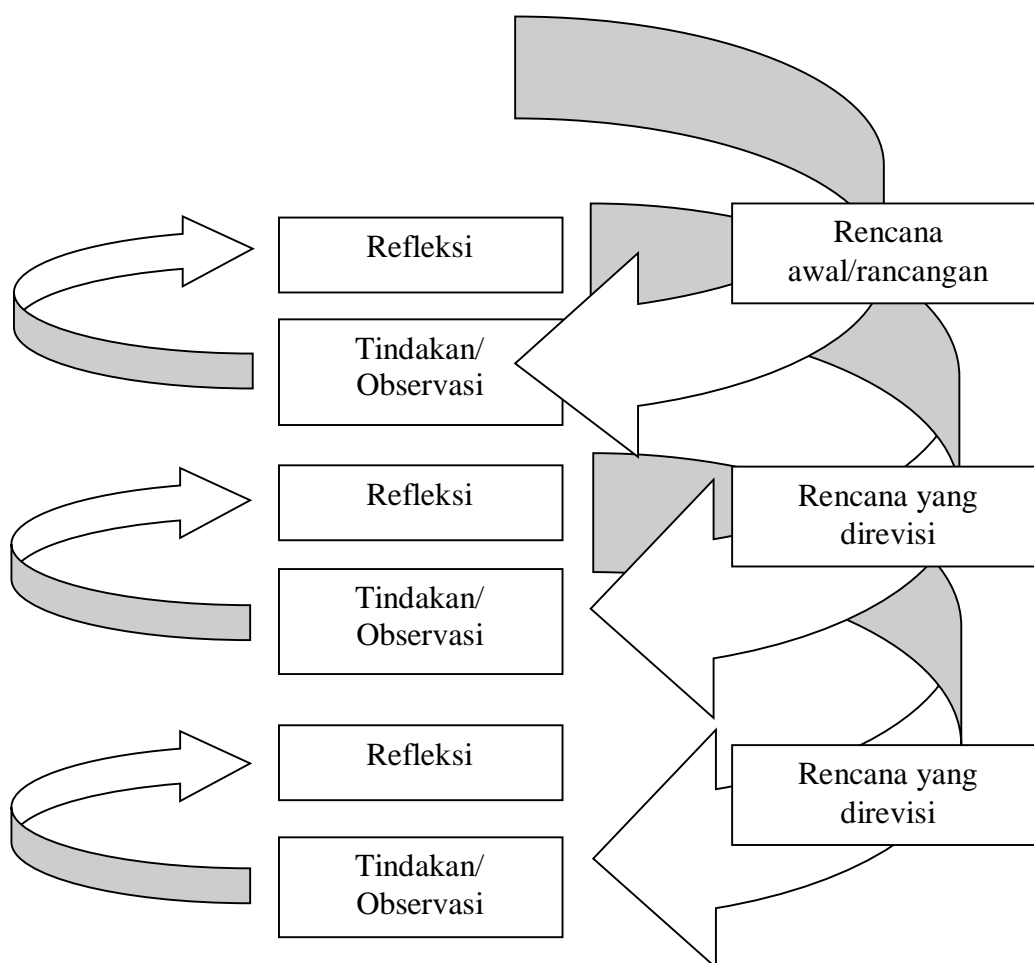 Refleksi
Rencana
awal/rancangan
Tindakan/
Observasi
Refleksi
Rencana yang
direvisi
Tindakan/
Observasi
Refleksi
Rencana yang
direvisi
Tindakan/
Observasi